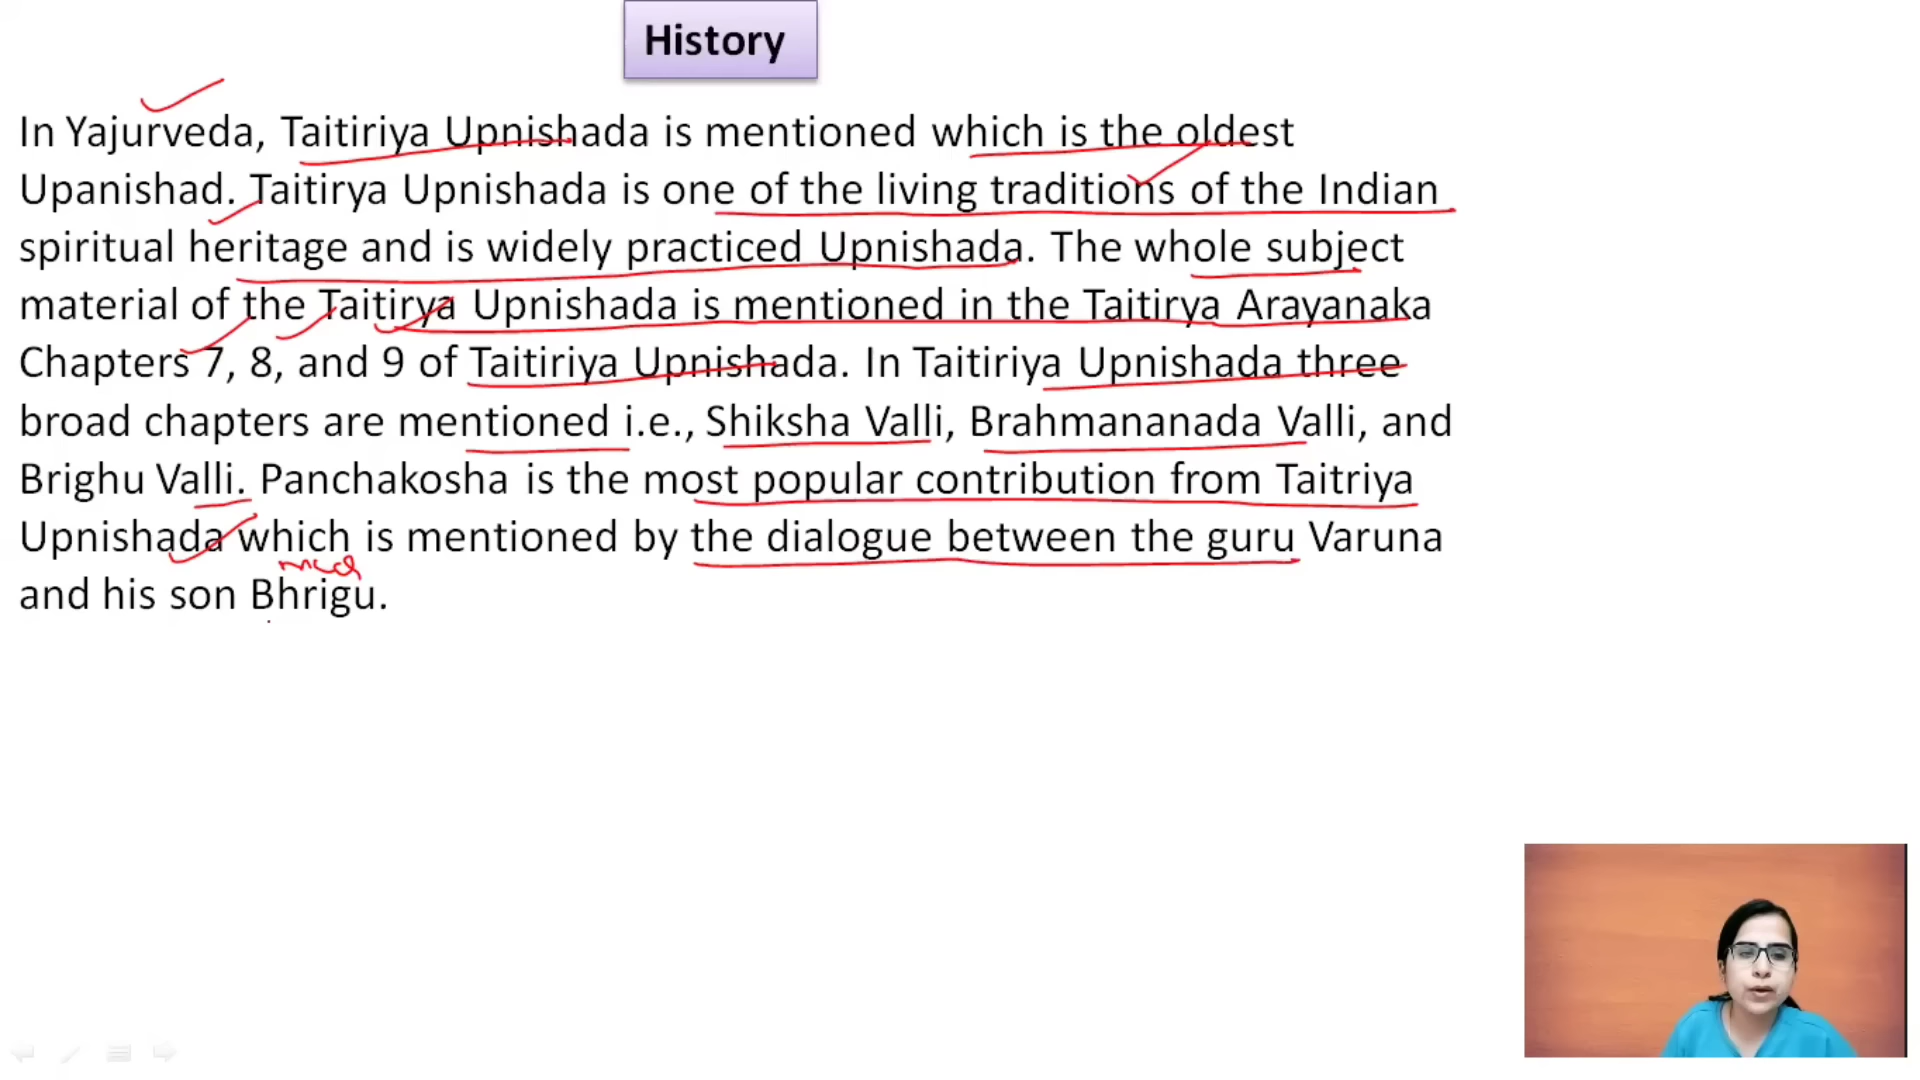 History
In Yajurveda, Taitiriya Upnishada is mentioned which is the oldest
Upanishad. Taitirya Upnishada is one of the living traditions of the Indian
spiritual heritage and is widely practiced Upnishada. The whole subject
material of the Taitirya Upnishada is mentioned in the Taitirya Arayanaka
Chapters 7, 8, and 9 of Taitiriya Upnishada. In Taitiriya Upnishada three
broad chapters are mentioned i.e., Shiksha Valli, Brahmananada Valli, and
Brighu Valli. Panchakosha is the most popular contribution from Taitriya
Upnishada which is mentioned by the dialogue between the guru Varuna
and his son Bhrigu.